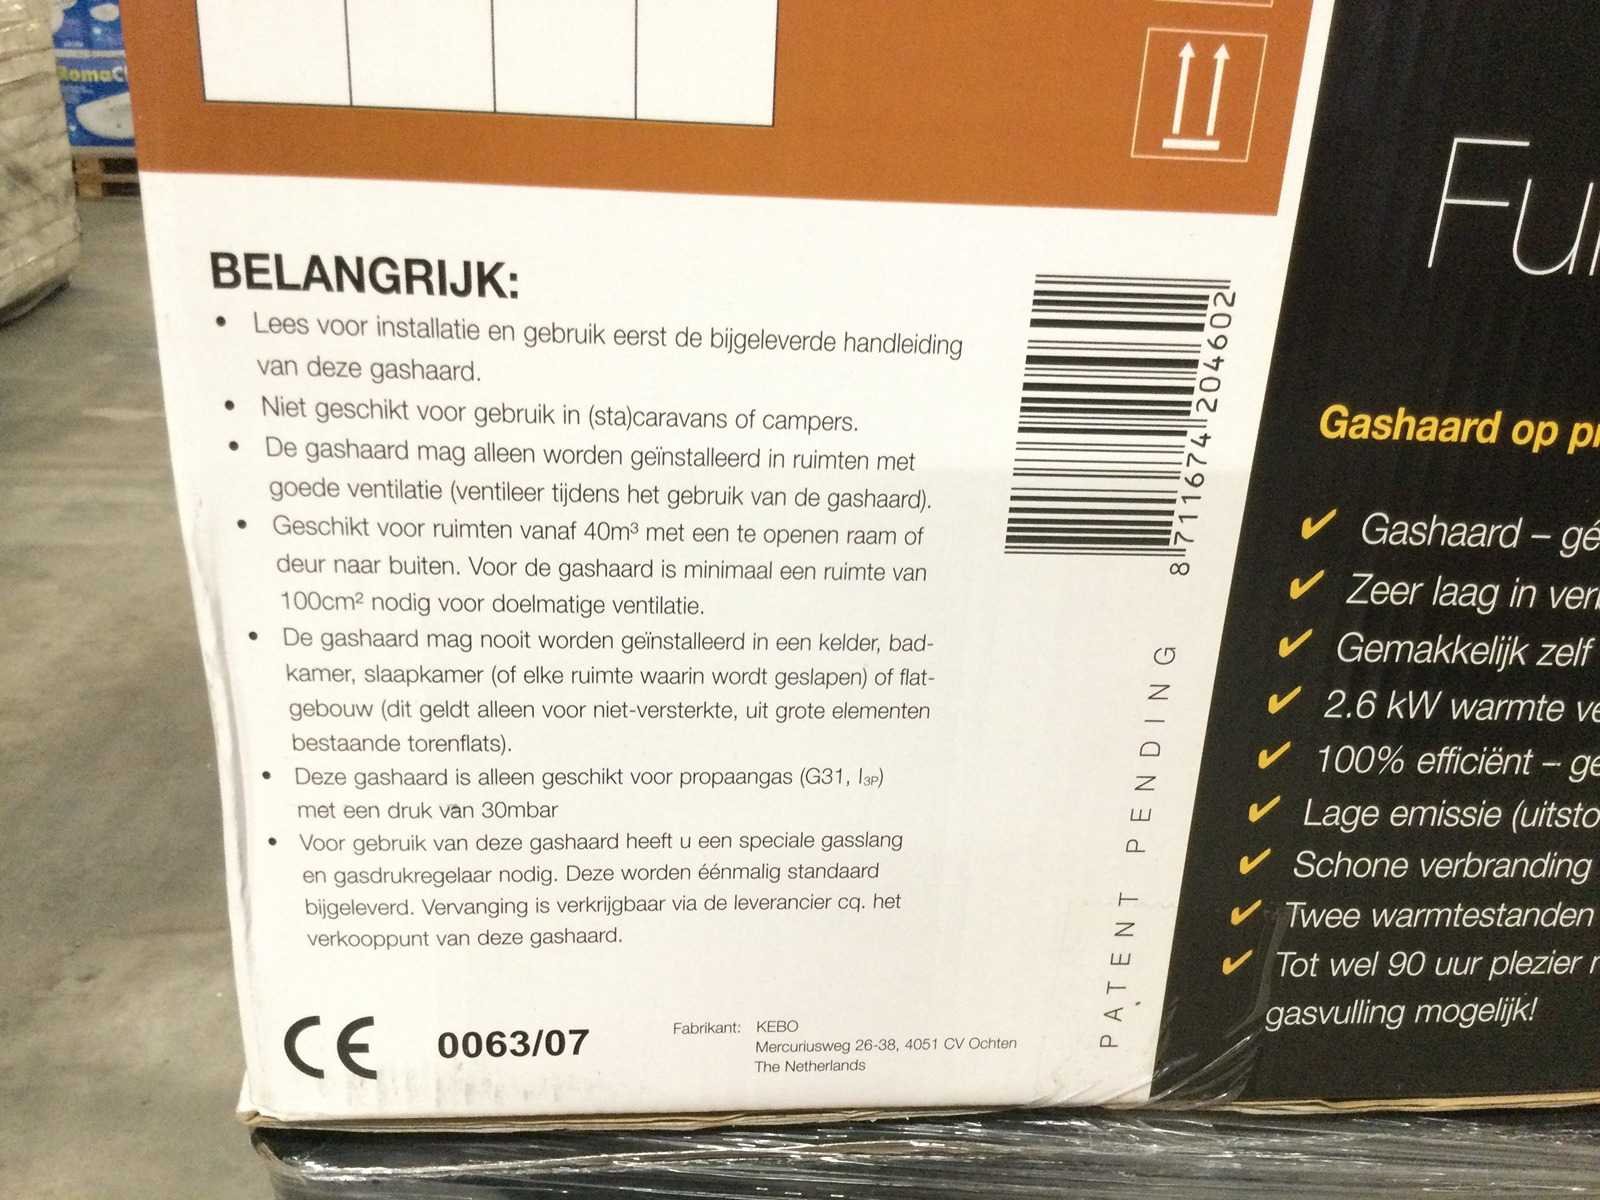 BELANGRIJK:
• Lees voor installatie en gebruik eerst de bijgeleverde handleiding
van deze gashaard.
• Niet geschikt voor gebruik in (sta)caravans of campers.
• De gashaard mag alleen worden geïnstalleerd in ruimten met
goede ventilatie (ventileer tijdens het gebruik van de gashaard).
• Geschikt voor ruimten vanaf 40m³ met een te openen raam of
deur naar buiten. Voor de gashaard is minimaal een ruimte van
100cm² nodig voor doelmatige ventilatie.
• De gashaard mag nooit worden geïnstalleerd in een kelder, bad-
kamer, slaapkamer (of elke ruimte waarin wordt geslapen) of flat-
gebouw (dit geldt alleen voor niet-versterkte, uit grote elementen
bestaande torenflats).
• Deze gashaard is alleen geschikt voor propaangas (G31, I3P)
met een druk van 30mbar
• Voor gebruik van deze gashaard heeft u een speciale gasslang
en gasdrukregelaar nodig. Deze worden éénmalig standaard
bijgeleverd. Vervanging is verkrijgbaar via de leverancier cq. het
verkooppunt van deze gashaard.
CE 0063/07
Fabrikant: KEBO
Mercuriusweg 26-38, 4051 CV Ochten
The Netherlands
8 711674 204602
PATENT PENDING
Gashaard op
✔ Gashaard –
✔ Zeer laag in
✔ Gemakkelijk zelf
✔ 2.6 kW warmte
✔ 100% efficiënt –
✔ Lage emissie
✔ Schone verbranding
✔ Twee warmtestanden
✔ Tot wel 90 uur plezier
gasvulling mogelijk!